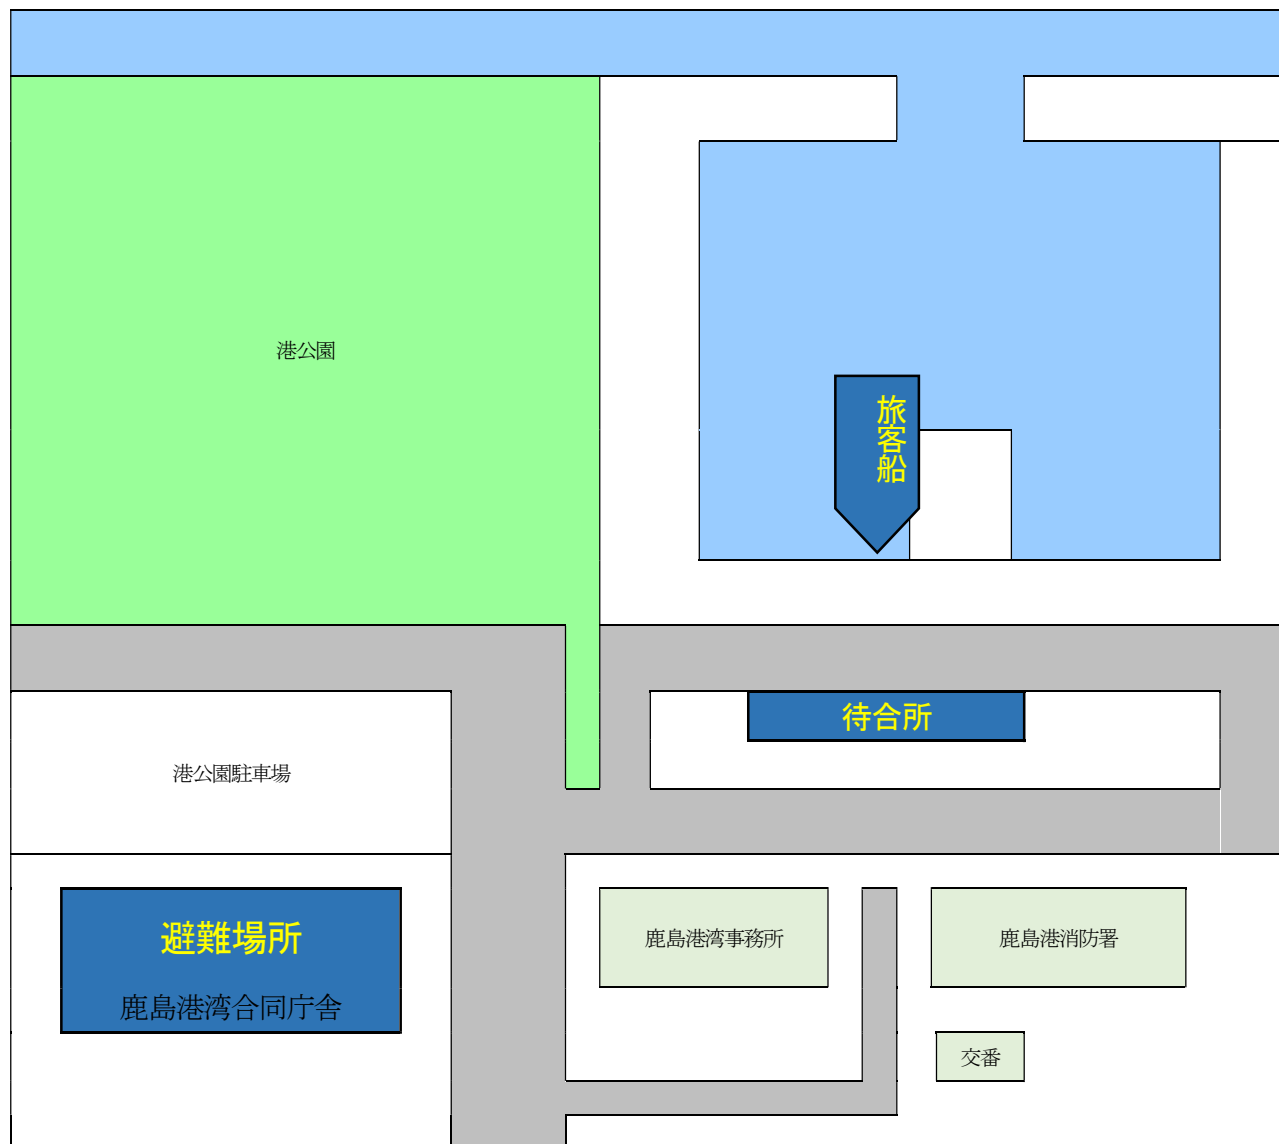 港公園
旅客船
待合所
港公園駐車場
避難場所
鹿島港湾合同庁舎
鹿島港湾事務所
鹿島港消防署
交番